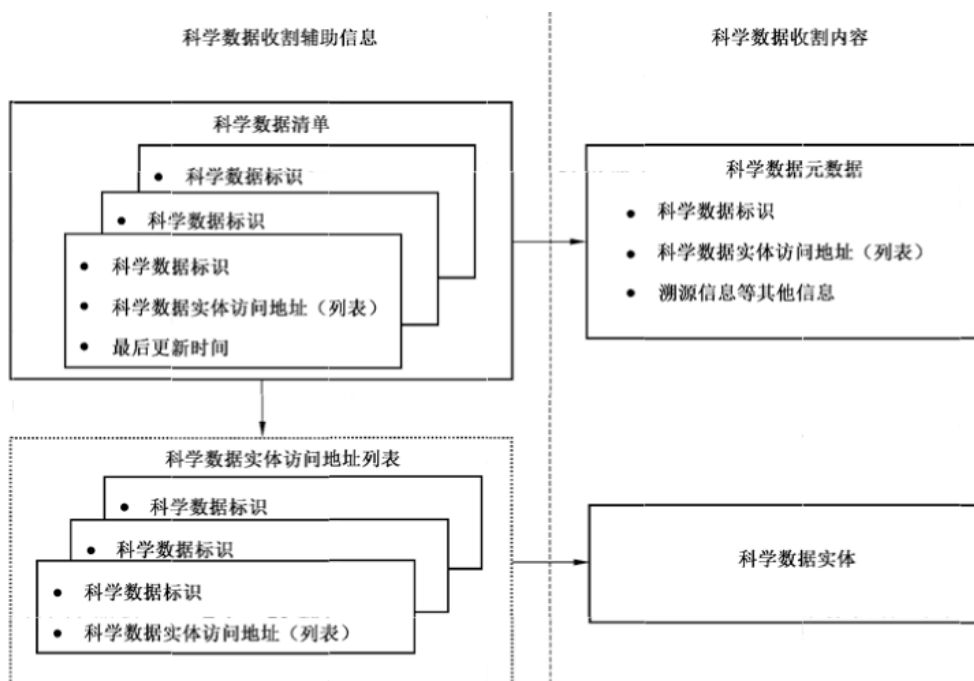 科学数据收割辅助信息
科学数据收割内容
科学数据清单
• 科学数据标识
• 科学数据标识
• 科学数据标识
• 科学数据实体访问地址（列表）
• 最后更新时间
科学数据元数据
• 科学数据标识
• 科学数据实体访问地址（列表）
• 溯源信息等其他信息
科学数据实体访问地址列表
• 科学数据标识
• 科学数据标识
• 科学数据标识
• 科学数据实体访问地址（列表）
科学数据实体